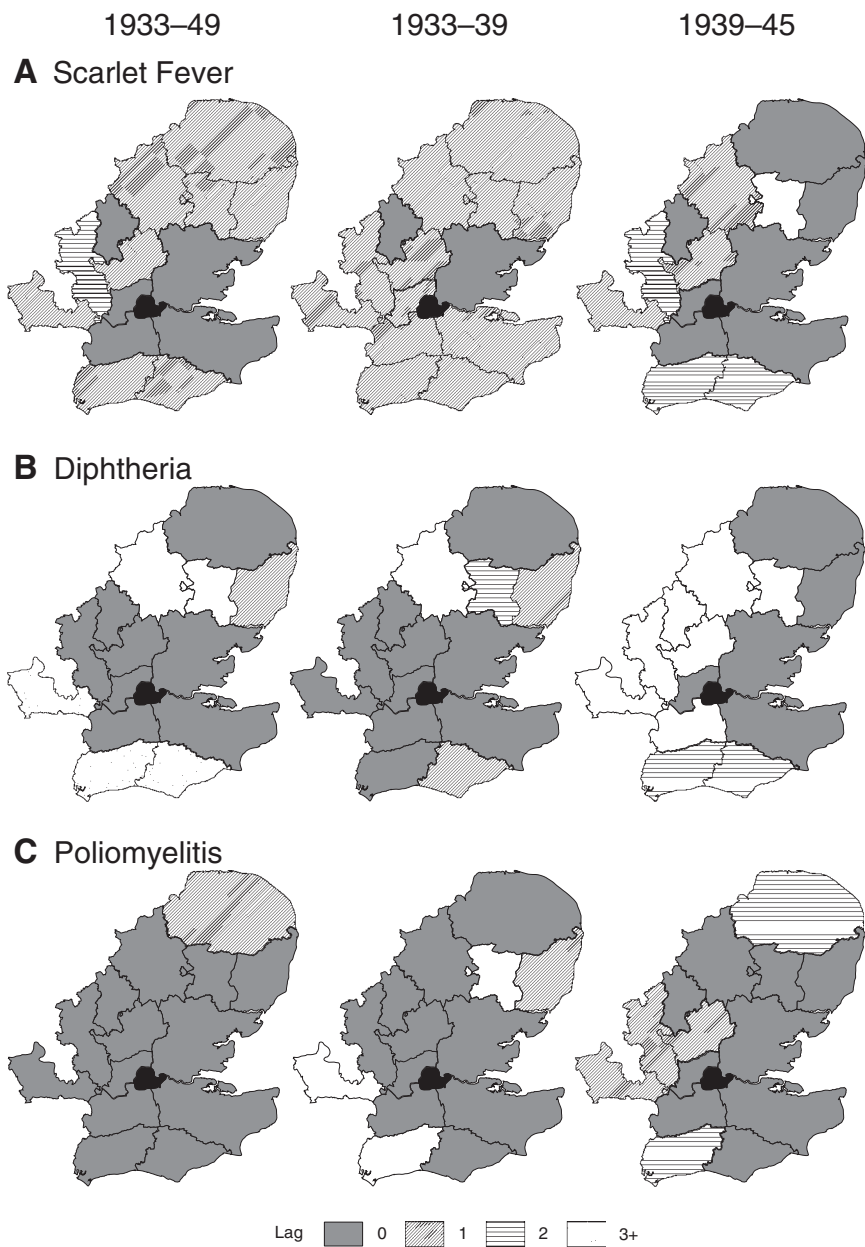 1933–49 1933–39 1939–45
A Scarlet Fever
B Diphtheria
C Poliomyelitis
Lag 0 1 2 3+